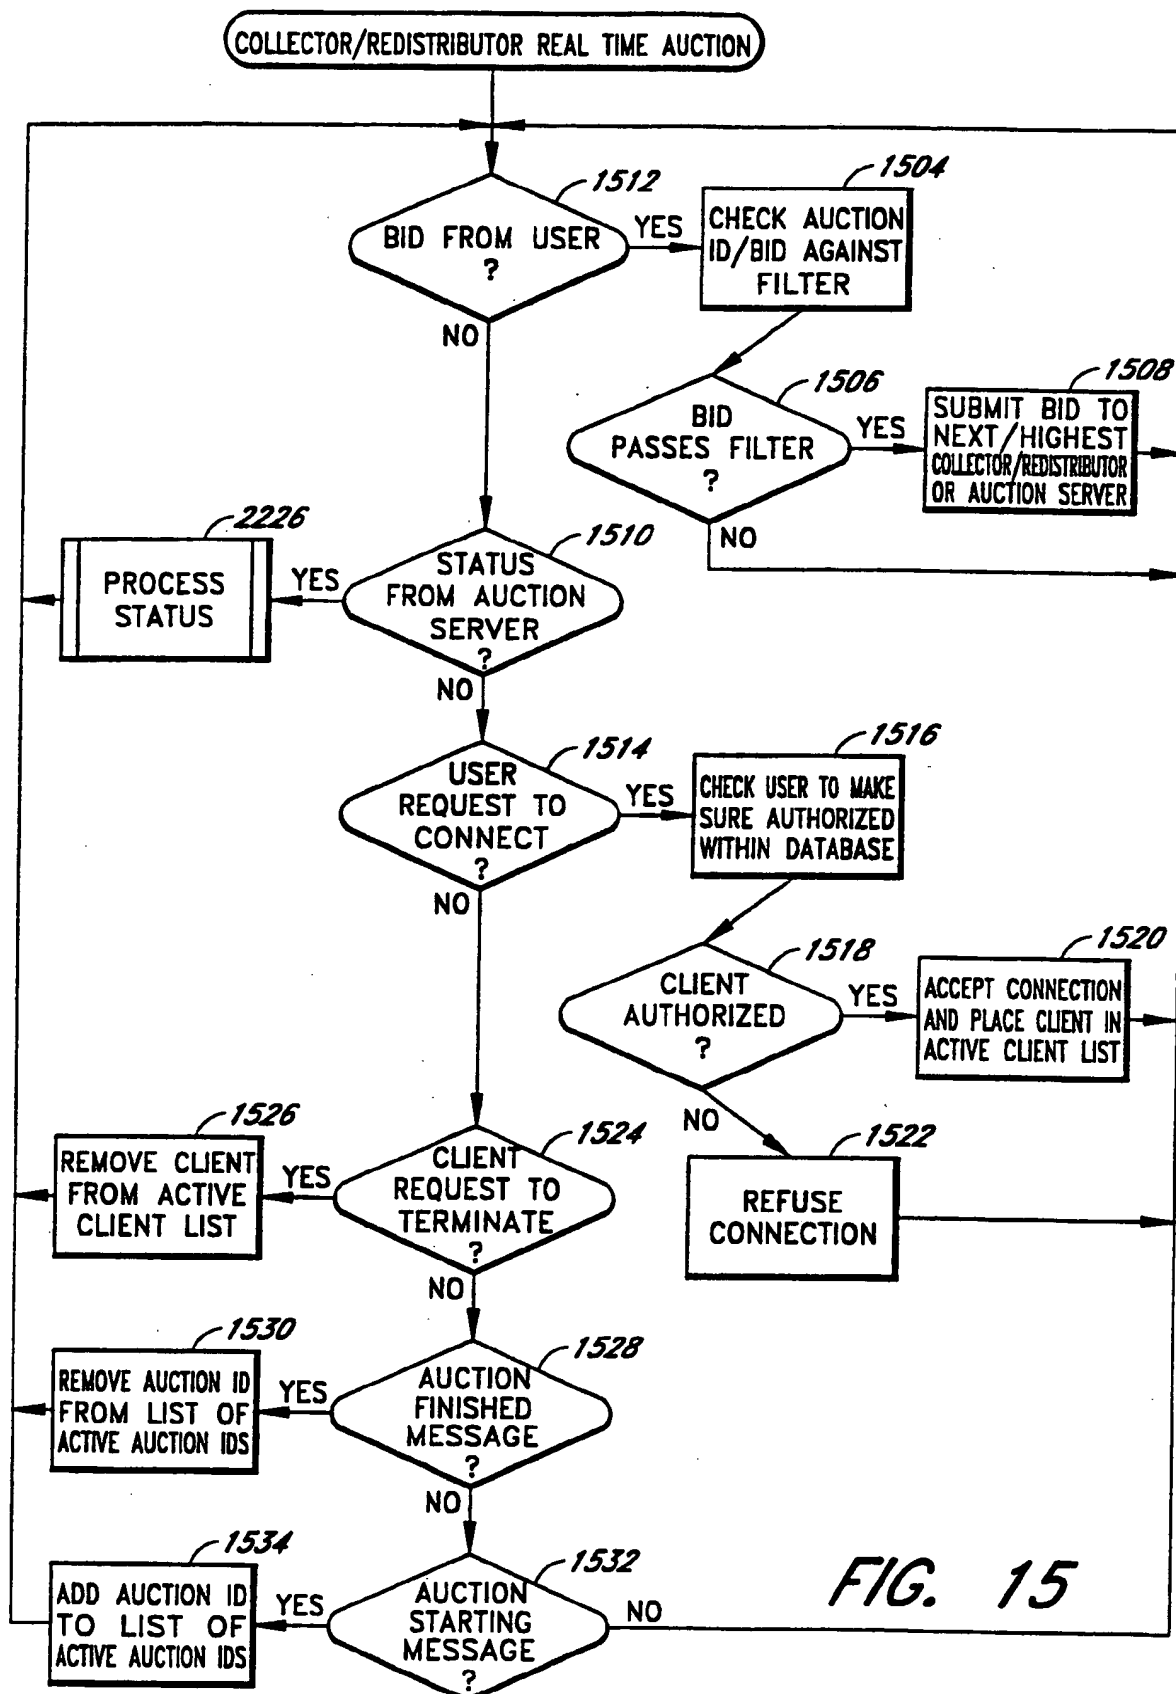 COLLECTOR/REDISTRIBUTOR REAL TIME AUCTION
1512
BID FROM USER
?
YES
NO
1504
CHECK AUCTION
ID/BID AGAINST
FILTER
1506
BID
PASSES FILTER
?
YES
NO
1508
SUBMIT BID TO
NEXT/HIGHEST
COLLECTOR/REDISTRIBUTOR
OR AUCTION SERVER
2226
PROCESS
STATUS
YES
1510
STATUS
FROM AUCTION
SERVER
?
NO
1514
USER
REQUEST TO
CONNECT
?
YES
NO
1516
CHECK USER TO MAKE
SURE AUTHORIZED
WITHIN DATABASE
1518
CLIENT
AUTHORIZED
?
YES
NO
1520
ACCEPT CONNECTION
AND PLACE CLIENT IN
ACTIVE CLIENT LIST
1522
REFUSE
CONNECTION
1526
REMOVE CLIENT
FROM ACTIVE
CLIENT LIST
YES
1524
CLIENT
REQUEST TO
TERMINATE
?
NO
1530
REMOVE AUCTION ID
FROM LIST OF
ACTIVE AUCTION IDS
YES
1528
AUCTION
FINISHED
MESSAGE
?
NO
1534
ADD AUCTION ID
TO LIST OF
ACTIVE AUCTION IDS
YES
1532
AUCTION
STARTING
MESSAGE
?
NO
FIG. 15